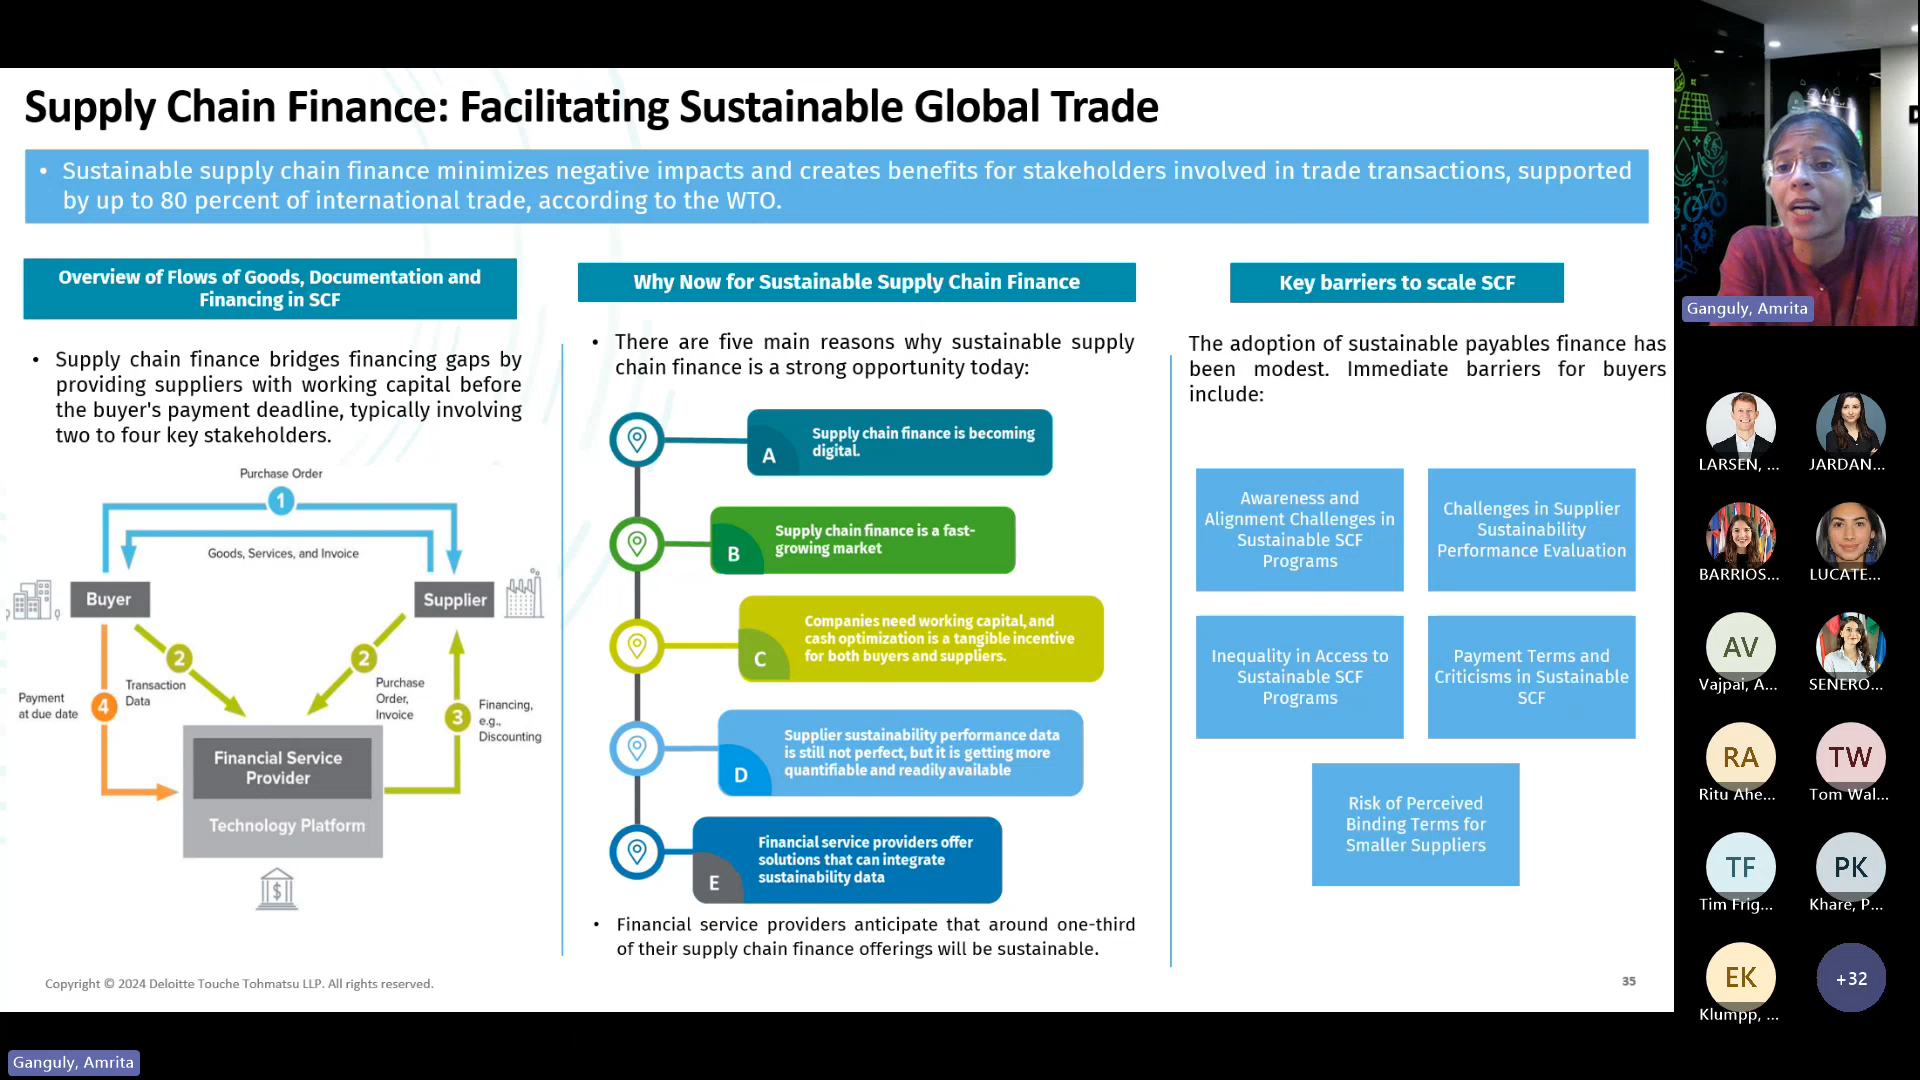 Supply Chain Finance: Facilitating Sustainable Global Trade
• Sustainable supply chain finance minimizes negative impacts and creates benefits for stakeholders involved in trade transactions, supported
by up to 80 percent of international trade, according to the WTO.
Overview of Flows of Goods, Documentation and
Financing in SCF
• Supply chain finance bridges financing gaps by
providing suppliers with working capital before
the buyer's payment deadline, typically involving
two to four key stakeholders.
Purchase Order
1
Goods, Services, and Invoice
Buyer
Supplier
2
2
Transaction
Data
Purchase
Order,
Invoice
Payment
at due date
4
3
Financing,
e.g.,
Discounting
Financial Service
Provider
Technology Platform
$
Why Now for Sustainable Supply Chain Finance
• There are five main reasons why sustainable supply
chain finance is a strong opportunity today:
A
Supply chain finance is becoming
digital.
B
Supply chain finance is a fast-
growing market
C
Companies need working capital, and
cash optimization is a tangible incentive
for both buyers and suppliers.
D
Supplier sustainability performance data
is still not perfect, but it is getting more
quantifiable and readily available
E
Financial service providers offer
solutions that can integrate
sustainability data
• Financial service providers anticipate that around one-third
of their supply chain finance offerings will be sustainable.
Key barriers to scale SCF
The adoption of sustainable payables finance has
been modest. Immediate barriers for buyers
include:
Awareness and
Alignment Challenges in
Sustainable SCF
Programs
Challenges in Supplier
Sustainability
Performance Evaluation
Inequality in Access to
Sustainable SCF
Programs
Payment Terms and
Criticisms in Sustainable
SCF
Risk of Perceived
Binding Terms for
Smaller Suppliers
Copyright © 2024 Deloitte Touche Tohmatsu LLP. All rights reserved.
35
Ganguly, Amrita
LARSEN, ...
JARDAN...
BARRIOS...
LUCATE...
AV
Vajpai, A...
SENERO...
RA
Ritu Ahe...
TW
Tom Wal...
TF
Tim Frig...
PK
Khare, P...
EK
Klumpp, ...
+32
Ganguly, Amrita